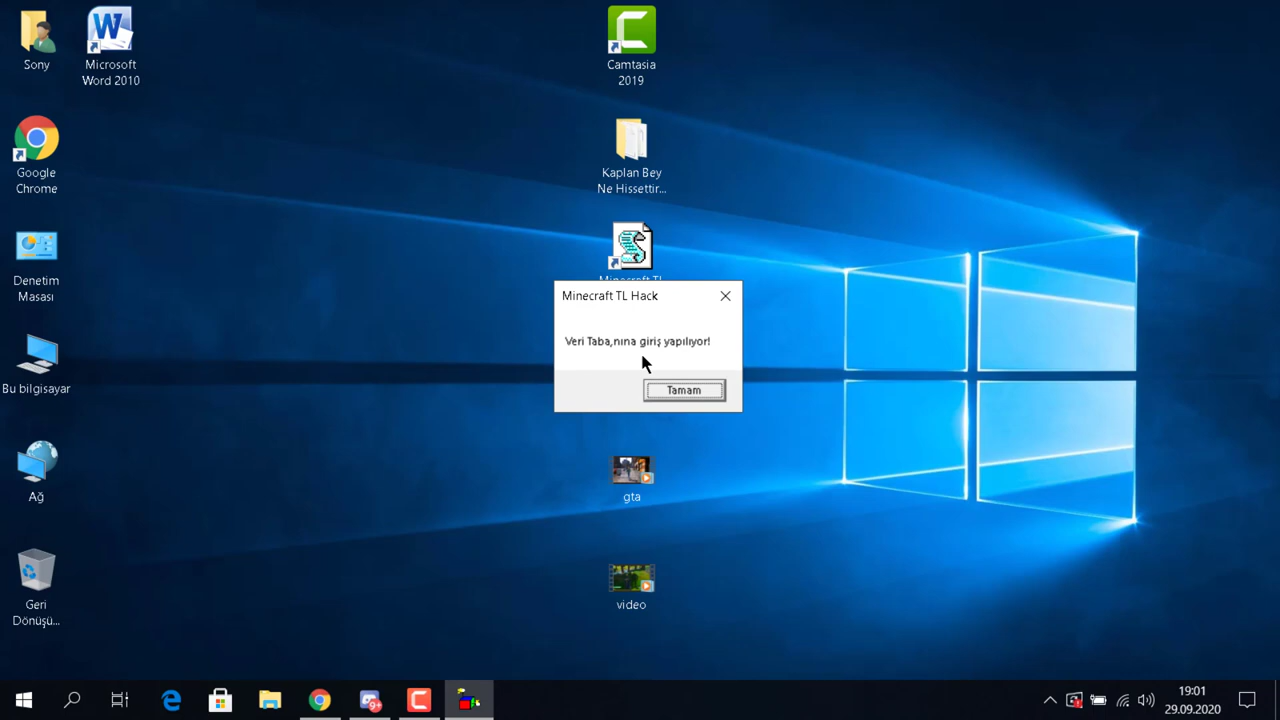 Sony
Microsoft
Word 2010
Camtasia
2019
Google
Chrome
Kaplan Bey
Ne Hissettir...
Denetim
Masası
Minecraft TL
Minecraft TL Hack
Veri Taba,nına giriş yapılıyor!
Tamam
Bu bilgisayar
Ağ
gta
Geri
Dönüşü...
video
9+
19:01
29.09.2020